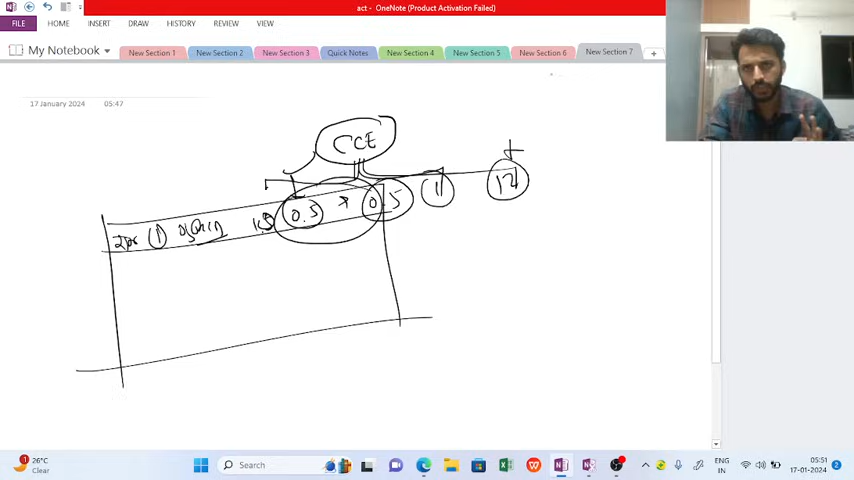 act - OneNote (Product Activation Failed)
FILE HOME INSERT DRAW HISTORY REVIEW VIEW
My Notebook New Section 1 New Section 2 New Section 3 Quick Notes New Section 4 New Section 5 New Section 6 New Section 7
17 January 2024 05:47
CCE
0.5 * 0.5 11 12
1
26°C
Clear
Search
ENG
IN
05:51
17-01-2024
2